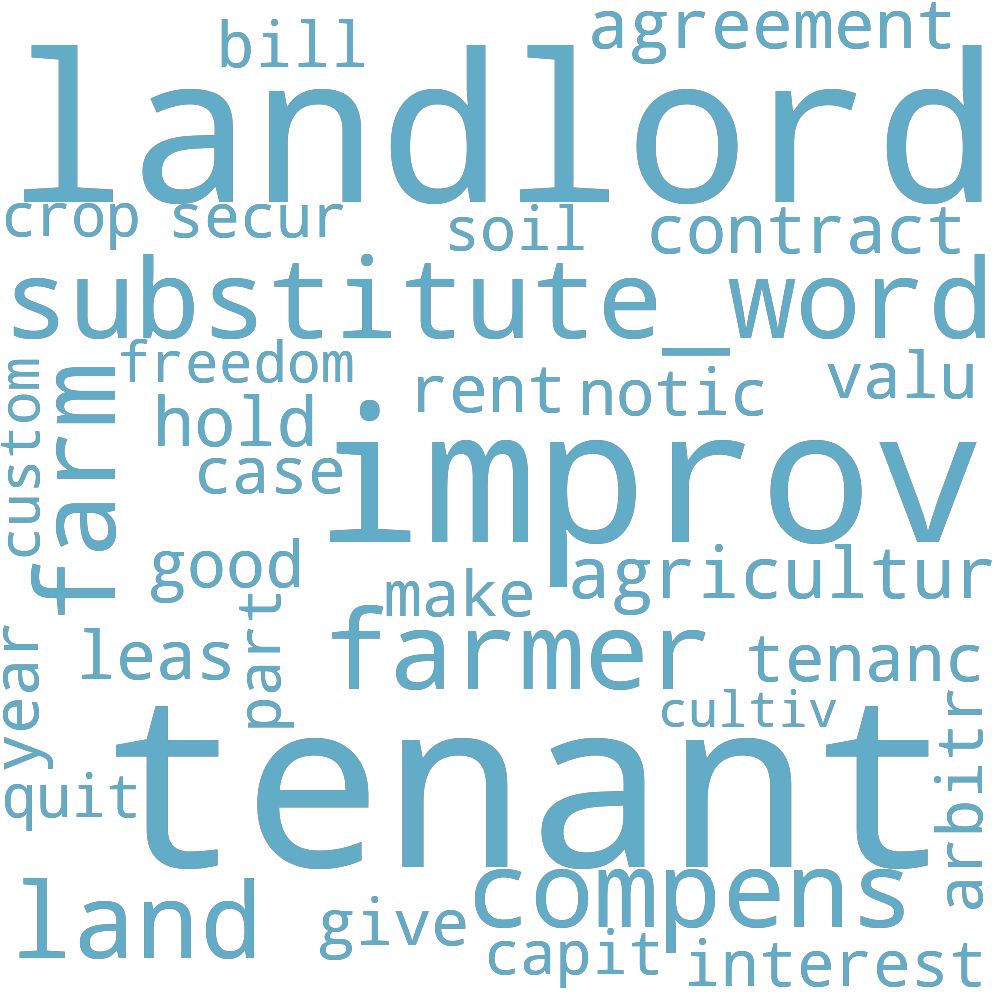 bill
agreement
landlord
crop secur
soil
contract
substitute_word
freedom
custom
farm
hold
rent
notic
valu
case
improv
good
make
agricultur
year
leas
part
farmer
tenanc
cultiv
quit
tenant
arbitr
land
give
compens
capit
interest